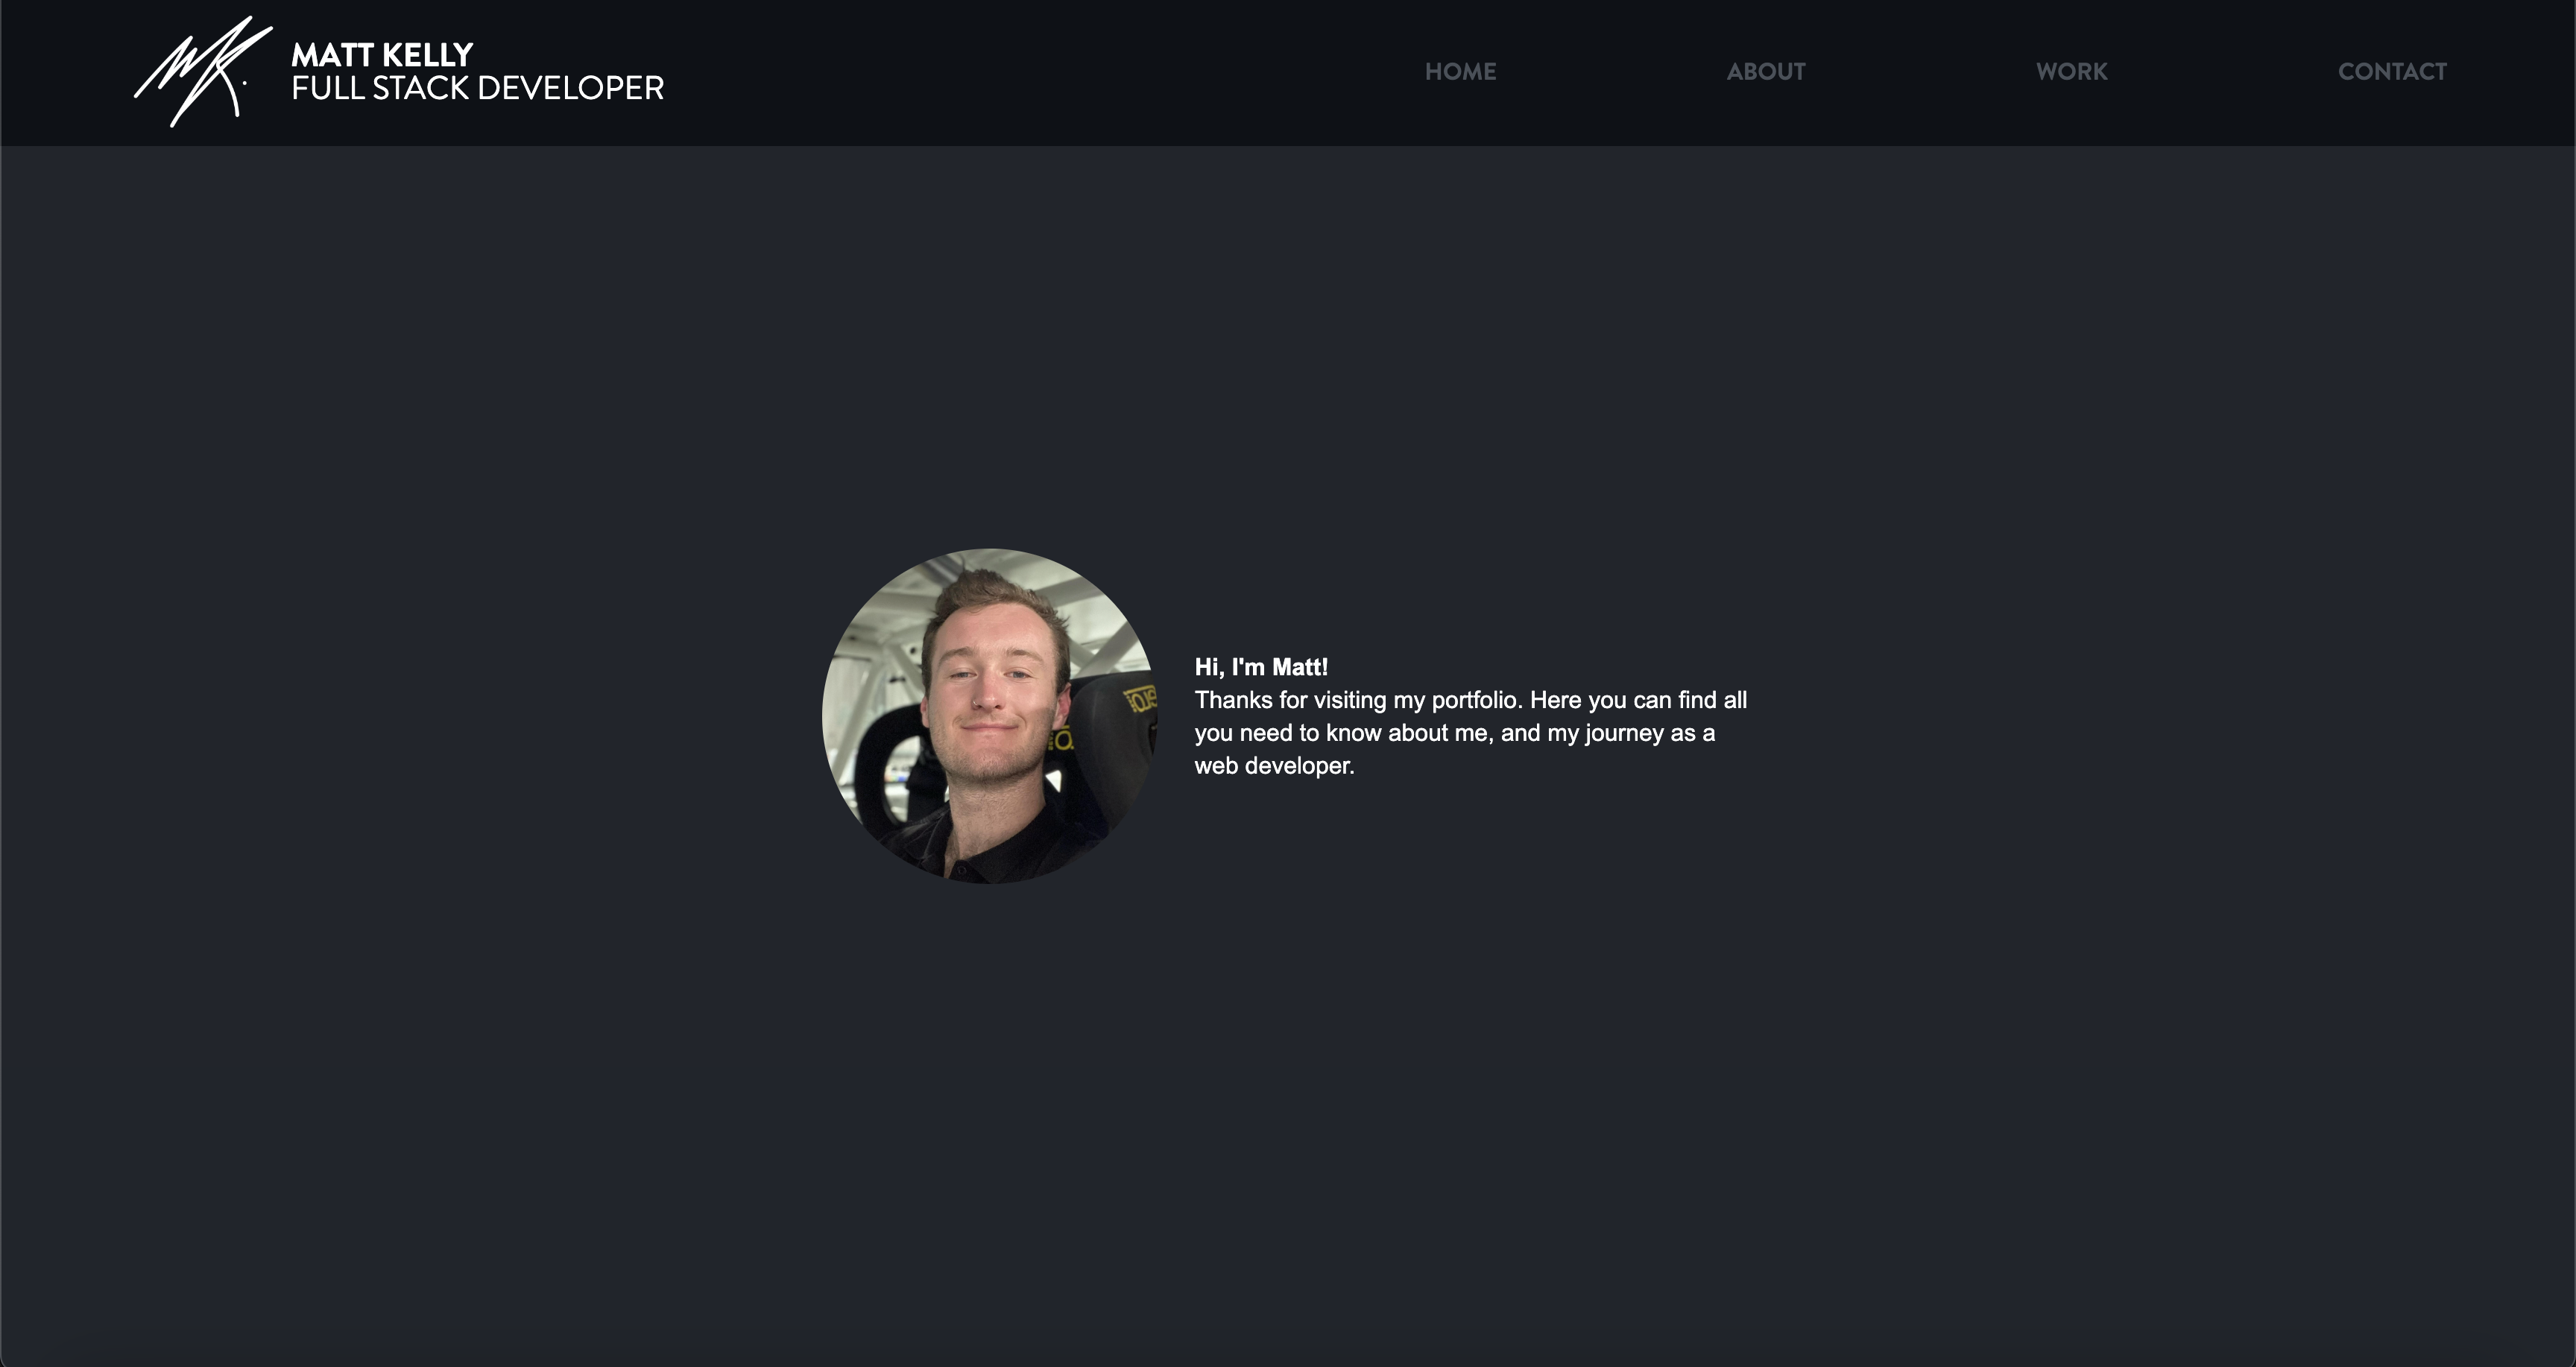 MK.
MATT KELLY
FULL STACK DEVELOPER
HOME
ABOUT
WORK
CONTACT
Hi, I'm Matt!
Thanks for visiting my portfolio. Here you can find all
you need to know about me, and my journey as a
web developer.